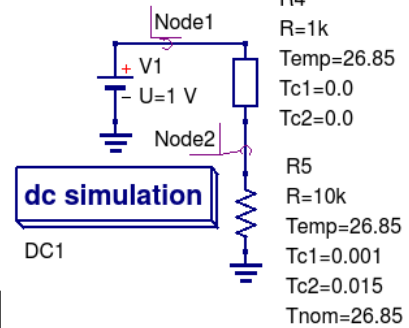 Node1
+ V1
- U=1 V
R4
R=1k
Temp=26.85
Tc1=0.0
Tc2=0.0
Node2
dc simulation
DC1
R5
R=10k
Temp=26.85
Tc1=0.001
Tc2=0.015
Tnom=26.85